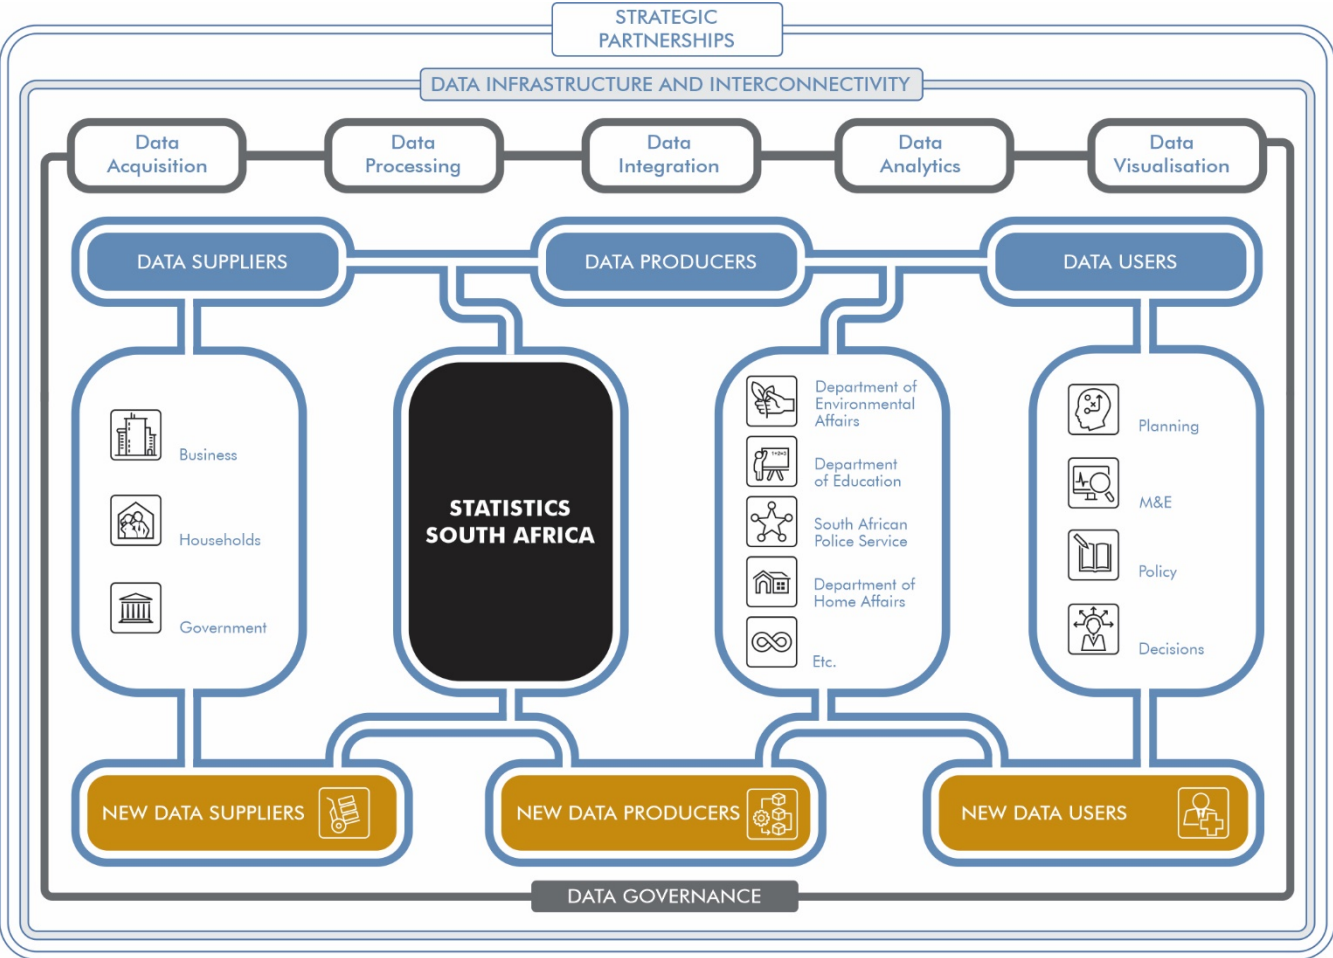 STRATEGIC
PARTNERSHIPS
DATA INFRASTRUCTURE AND INTERCONNECTIVITY
Data
Acquisition
Data
Processing
Data
Integration
Data
Analytics
Data
Visualisation
DATA SUPPLIERS
DATA PRODUCERS
DATA USERS
Business
Households
Government
STATISTICS
SOUTH AFRICA
Department of
Environmental
Affairs
1+2=3
Department
of Education
South African
Police Service
Department of
Home Affairs
Etc.
Planning
M&E
Policy
Decisions
NEW DATA SUPPLIERS
NEW DATA PRODUCERS
NEW DATA USERS
DATA GOVERNANCE